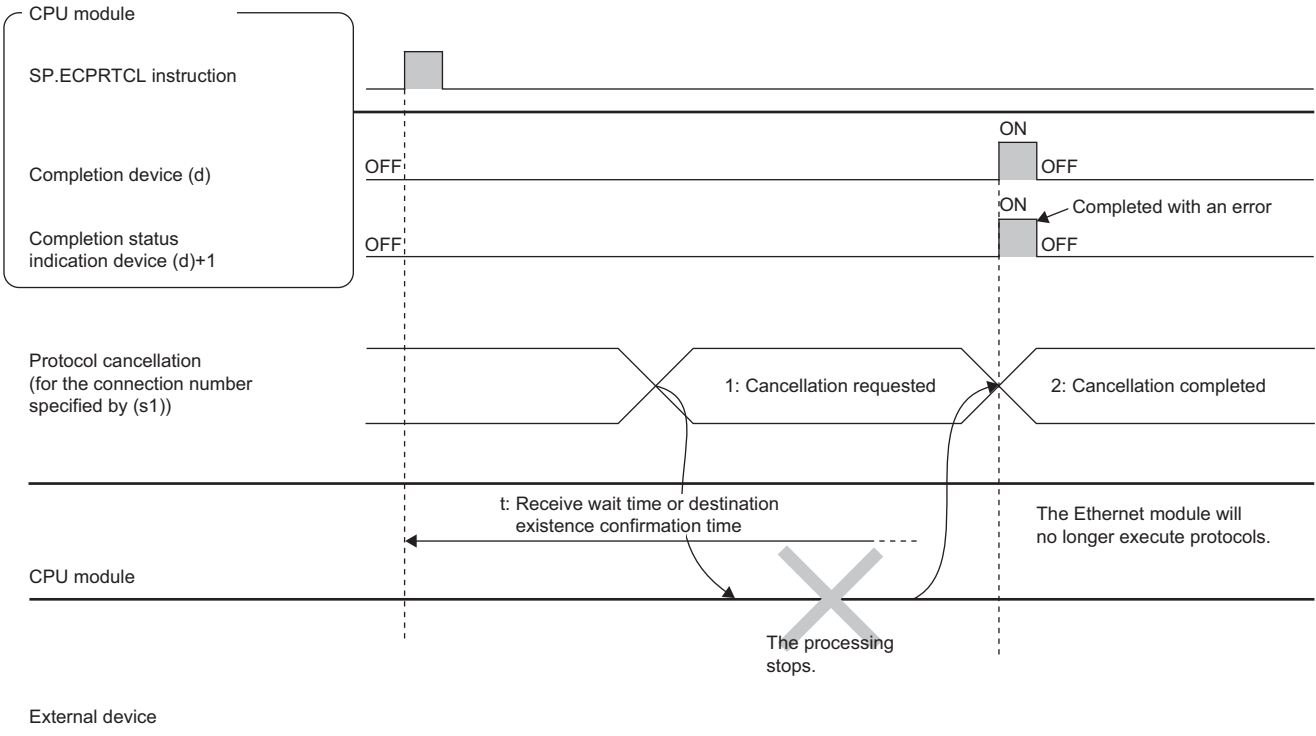 CPU module
SP.ECPRTCL instruction
ON
Completion device (d)
OFF
OFF
ON
Completed with an error
Completion status
indication device (d)+1
OFF
OFF
Protocol cancellation
(for the connection number
specified by (s1))
1: Cancellation requested
2: Cancellation completed
t: Receive wait time or destination
existence confirmation time
The Ethernet module will
no longer execute protocols.
CPU module
The processing
stops.
External device